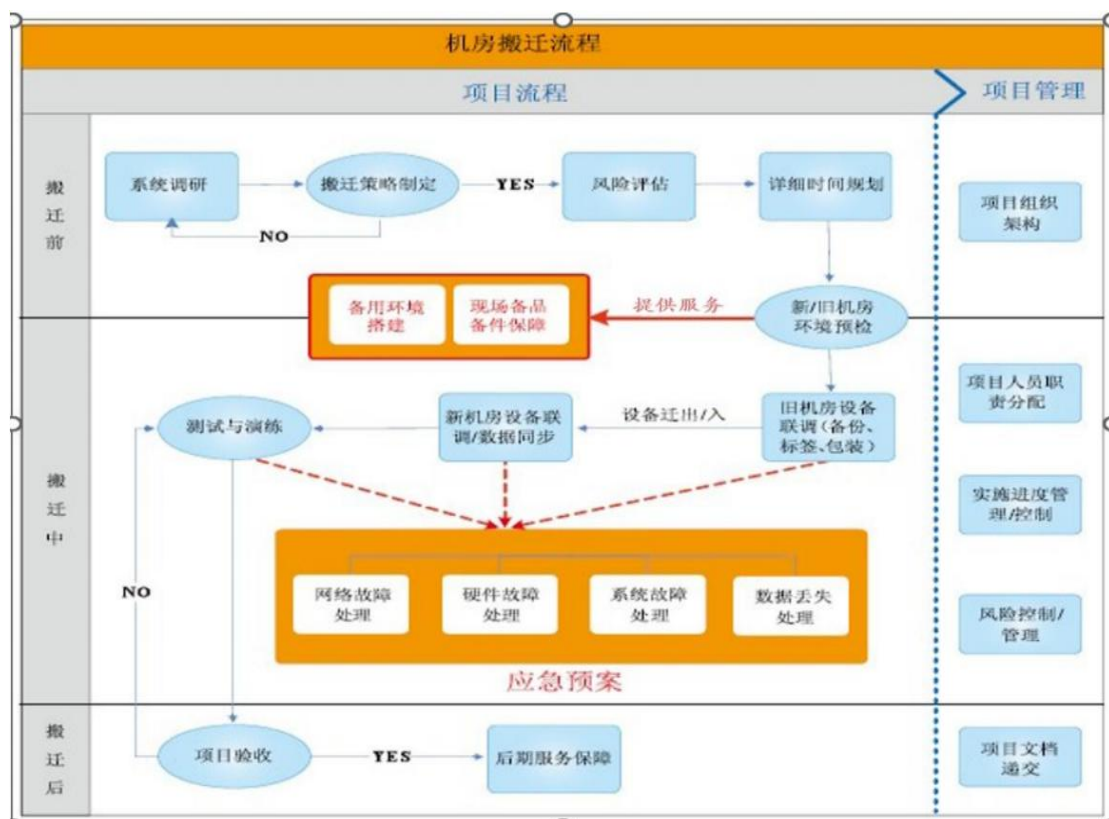 机房搬迁流程
项目流程
项目管理
搬
迁
前
系统调研
搬迁策略制定
YES
风险评估
详细时间规划
NO
项目组织
架构
备用环境
搭建
现场备品
备件保障
提供服务
新/旧机房
环境预检
搬
迁
中
测试与演练
新机房设备联
调/数据同步
设备迁出/入
旧机房设备
联调(备份、
标签、包装)
项目人员职
责分配
实施进度管
理/控制
NO
网络故障
处理
硬件故障
处理
系统故障
处理
数据丢失
处理
应急预案
风险控制/
管理
搬
迁
后
项目验收
YES
后期服务保障
项目文档
递交